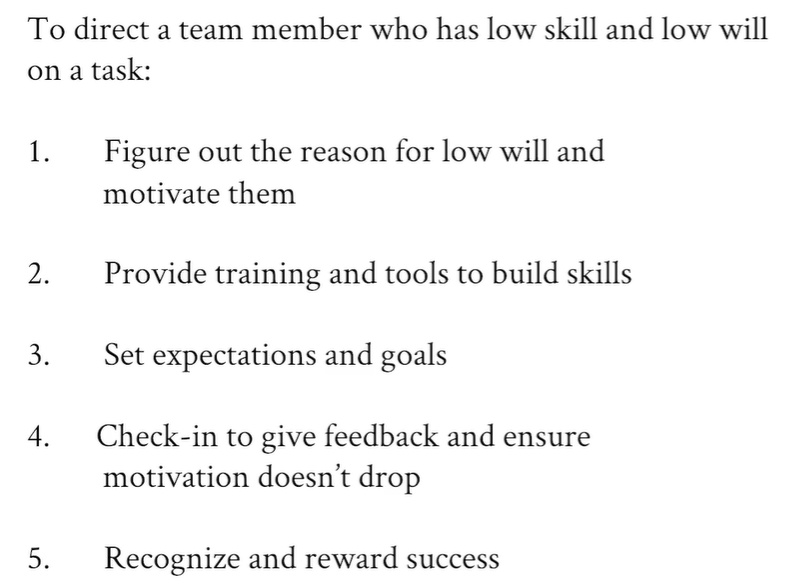 To direct a team member who has low skill and low will
on a task:
1. Figure out the reason for low will and
motivate them
2. Provide training and tools to build skills
3. Set expectations and goals
4. Check-in to give feedback and ensure
motivation doesn’t drop
5. Recognize and reward success